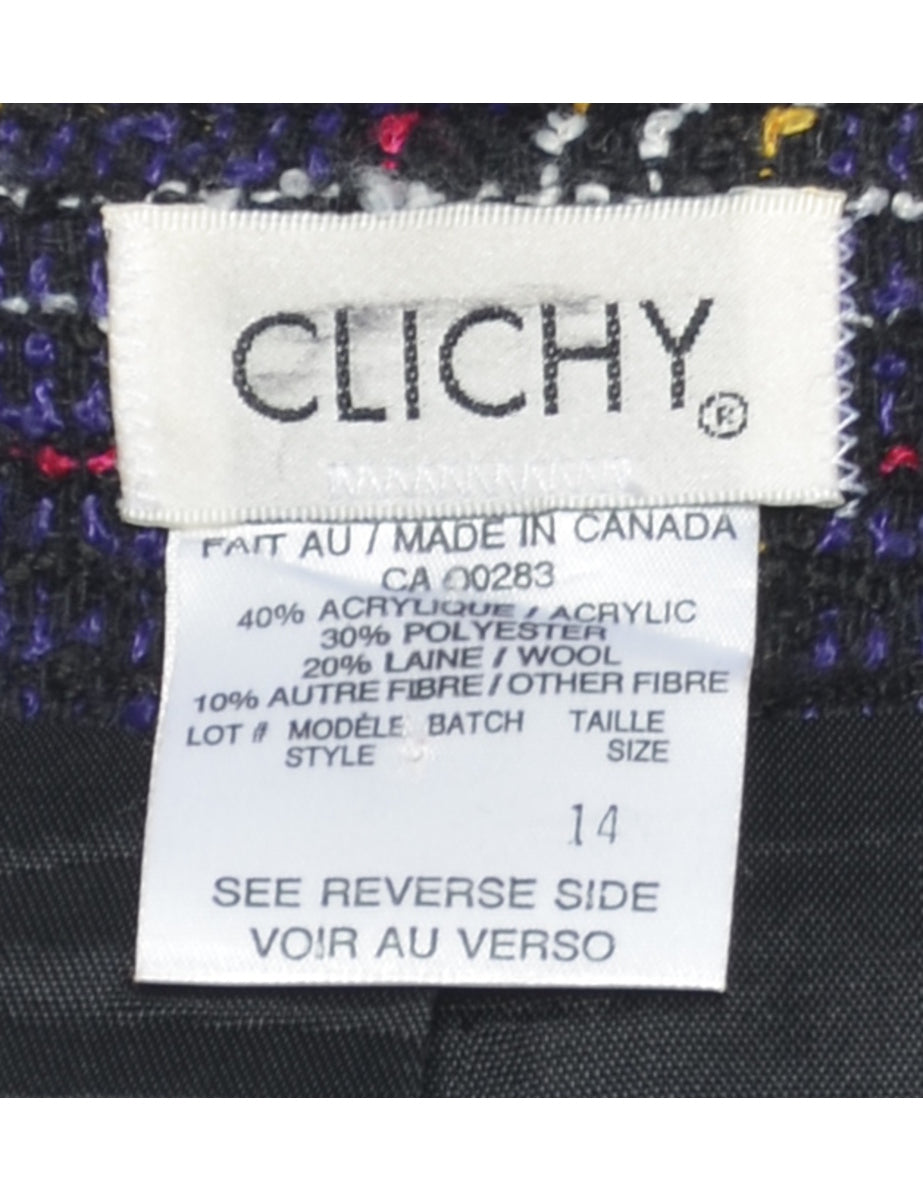 CLICHY®
FAIT AU / MADE IN CANADA
CA 00283
40% ACRYLIQUE / ACRYLIC
30% POLYESTER
20% LAINE / WOOL
10% AUTRE FIBRE / OTHER FIBRE
LOT # MODÈLE BATCH TAILLE
STYLE SIZE
14
SEE REVERSE SIDE
VOIR AU VERSO